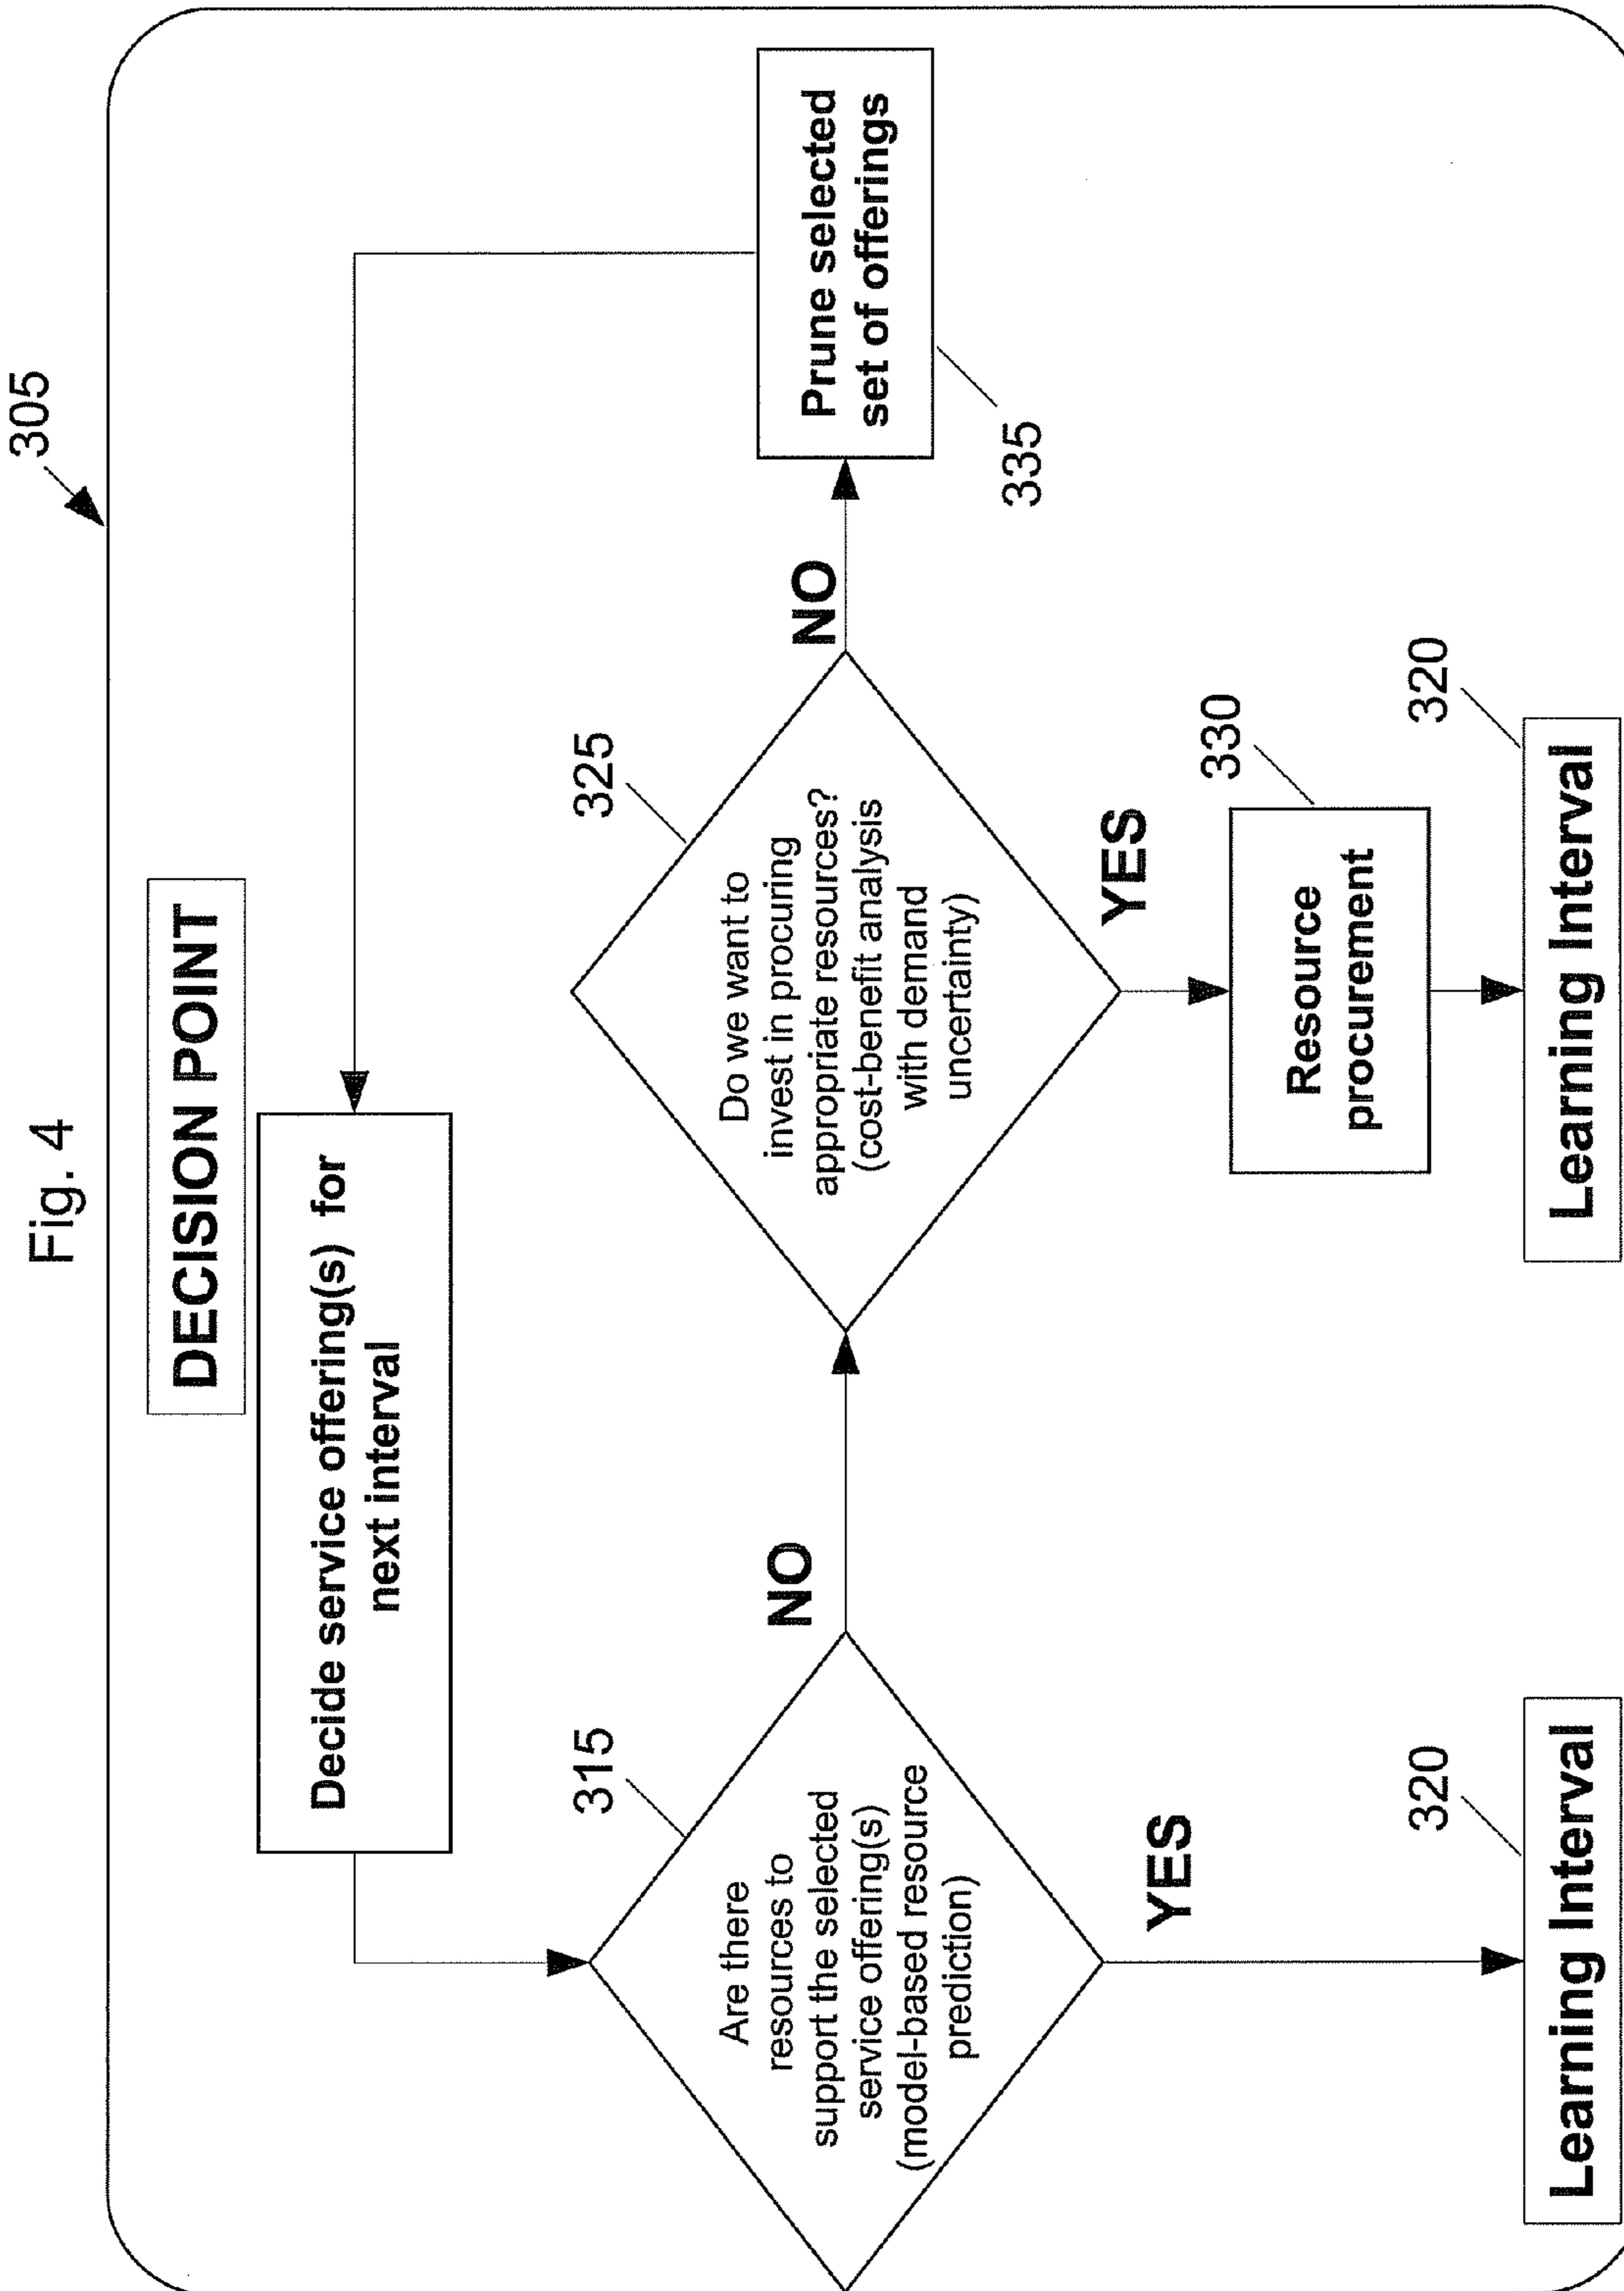 Fig. 4
305
DECISION POINT
Decide service offering(s) for
next interval
315
Are there
resources to
support the selected
service offering(s)
(model-based resource
prediction)
NO
YES
320
Learning Interval
325
Do we want to
invest in procuring
appropriate resources?
(cost-benefit analysis
with demand
uncertainty)
NO
YES
330
Resource
procurement
320
Learning Interval
Prune selected
set of offerings
335